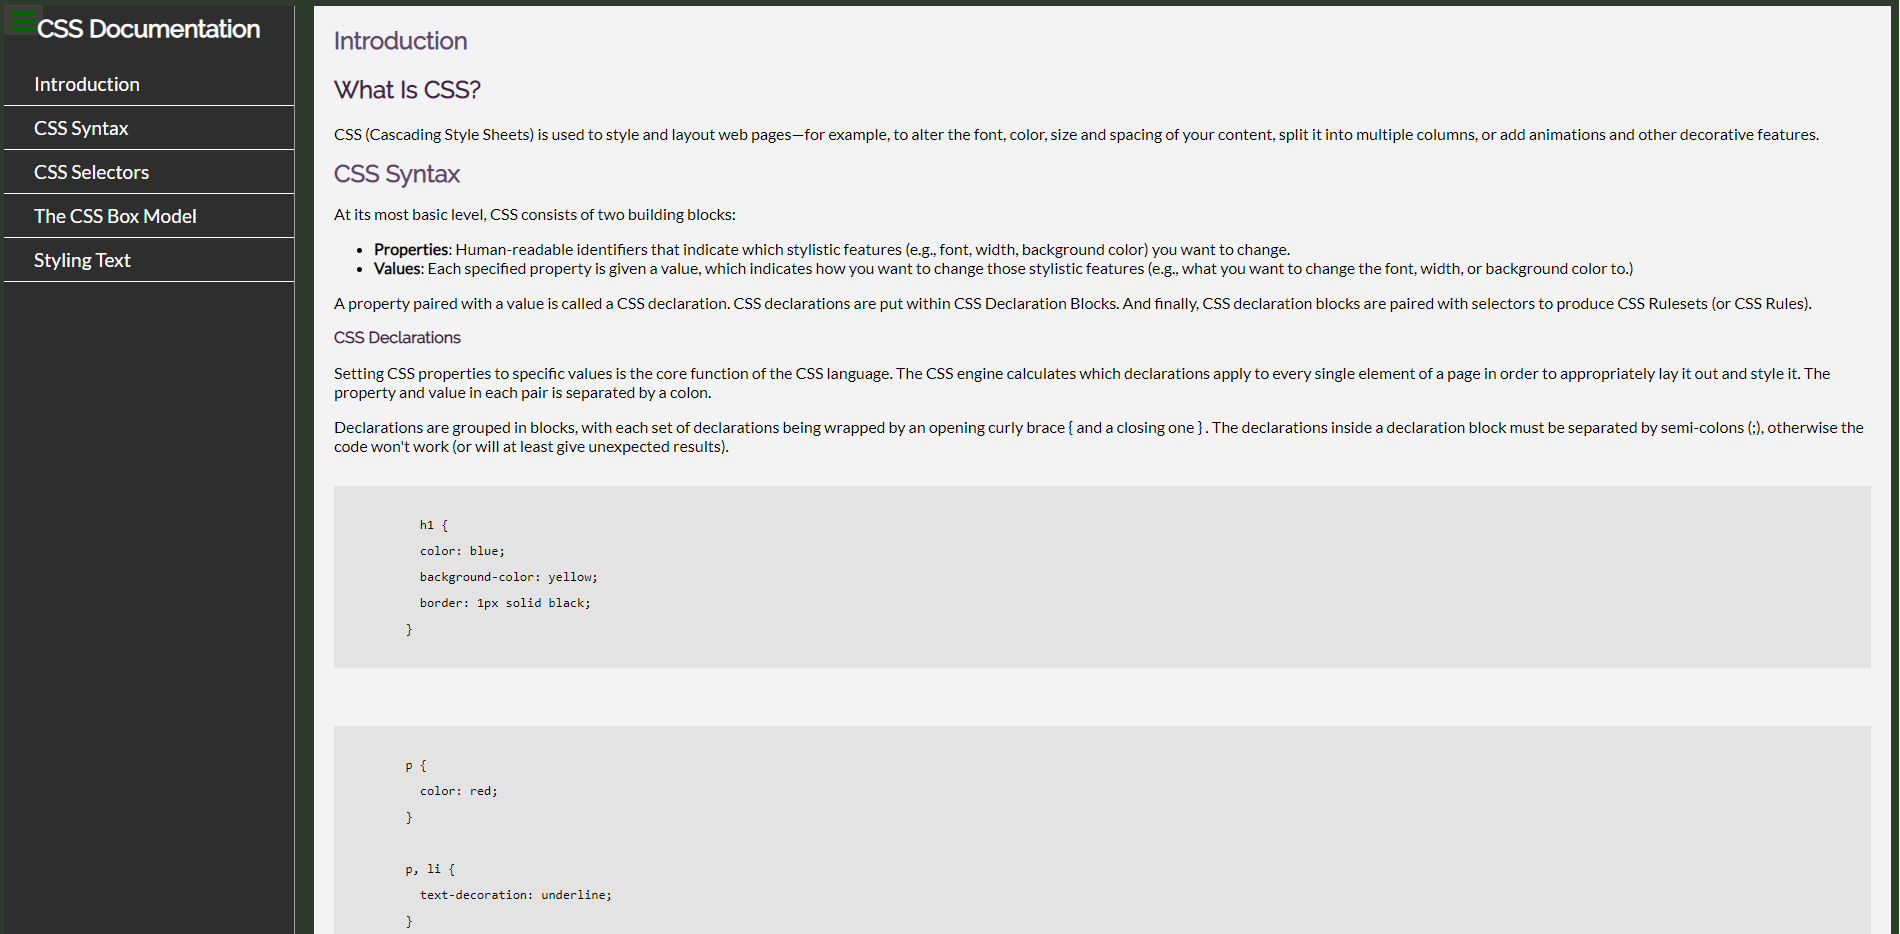 CSS Documentation
Introduction
CSS Syntax
CSS Selectors
The CSS Box Model
Styling Text
Introduction
What Is CSS?
CSS (Cascading Style Sheets) is used to style and layout web pages—for example, to alter the font, color, size and spacing of your content, split it into multiple columns, or add animations and other decorative features.
CSS Syntax
At its most basic level, CSS consists of two building blocks:
• Properties: Human-readable identifiers that indicate which stylistic features (e.g., font, width, background color) you want to change.
• Values: Each specified property is given a value, which indicates how you want to change those stylistic features (e.g., what you want to change the font, width, or background color to.)
A property paired with a value is called a CSS declaration. CSS declarations are put within CSS Declaration Blocks. And finally, CSS declaration blocks are paired with selectors to produce CSS Rulesets (or CSS Rules).
CSS Declarations
Setting CSS properties to specific values is the core function of the CSS language. The CSS engine calculates which declarations apply to every single element of a page in order to appropriately lay it out and style it. The
property and value in each pair is separated by a colon.
Declarations are grouped in blocks, with each set of declarations being wrapped by an opening curly brace { and a closing one } . The declarations inside a declaration block must be separated by semi-colons (;), otherwise the
code won't work (or will at least give unexpected results).
h1 {
color: blue;
background-color: yellow;
border: 1px solid black;
}
p {
color: red;
}
p, li {
text-decoration: underline;
}